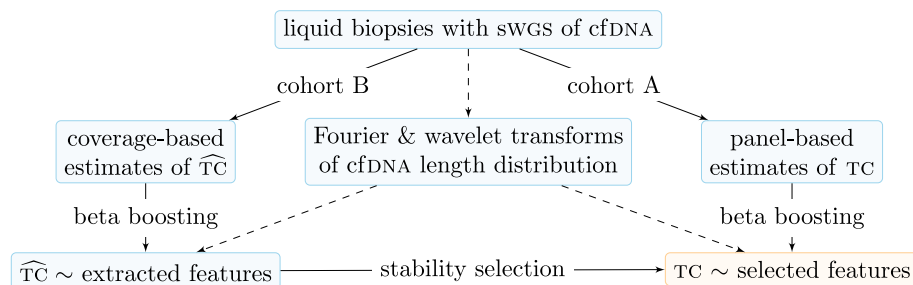 liquid biopsies with sWGS of cfDNA
cohort B
cohort A
coverage-based
estimates of T̂C
Fourier & wavelet transforms
of cfDNA length distribution
panel-based
estimates of TC
beta boosting
beta boosting
T̂C ∼ extracted features
stability selection
TC ∼ selected features